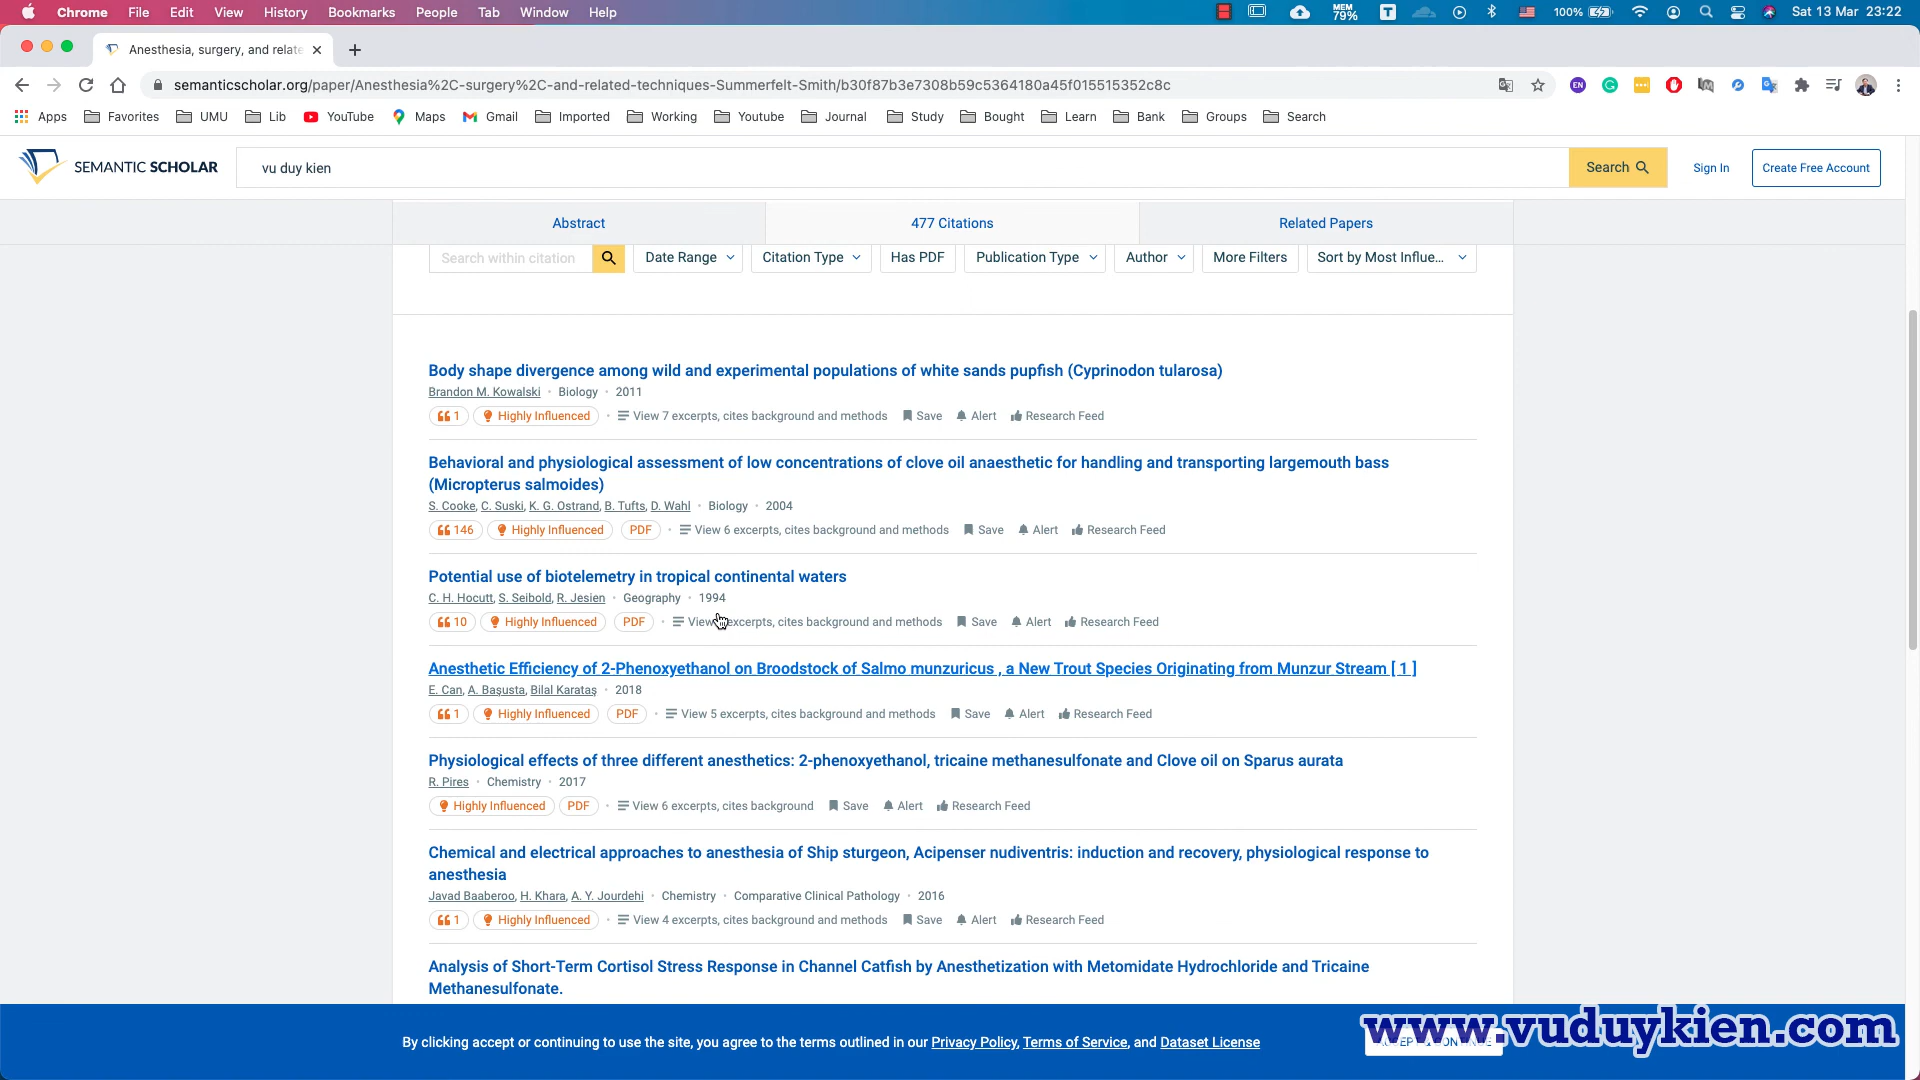 Chrome File Edit View History Bookmarks People Tab Window Help MEM 79% T 100% Sat 13 Mar 23:22
Anesthesia, surgery, and relate
semanticscholar.org/paper/Anesthesia%2C-surgery%2C-and-related-techniques-Summerfelt-Smith/b30f87b3e7308b59c5364180a45f015515352c8c EN
Apps Favorites UMU Lib YouTube Maps Gmail Imported Working Youtube Journal Study Bought Learn Bank Groups Search
SEMANTIC SCHOLAR vu duy kien Search Sign In Create Free Account
Abstract 477 Citations Related Papers
Search within citation Date Range Citation Type Has PDF Publication Type Author More Filters Sort by Most Influe...
Body shape divergence among wild and experimental populations of white sands pupfish (Cyprinodon tularosa)
Brandon M. Kowalski · Biology · 2011
1 Highly Influenced · View 7 excerpts, cites background and methods Save Alert Research Feed
Behavioral and physiological assessment of low concentrations of clove oil anaesthetic for handling and transporting largemouth bass
(Micropterus salmoides)
S. Cooke, C. Suski, K. G. Ostrand, B. Tufts, D. Wahl · Biology · 2004
146 Highly Influenced PDF · View 6 excerpts, cites background and methods Save Alert Research Feed
Potential use of biotelemetry in tropical continental waters
C. H. Hocutt, S. Seibold, R. Jesien · Geography · 1994
10 Highly Influenced PDF · View excerpts, cites background and methods Save Alert Research Feed
Anesthetic Efficiency of 2-Phenoxyethanol on Broodstock of Salmo munzuricus , a New Trout Species Originating from Munzur Stream [ 1 ]
E. Can, A. Başusta, Bilal Karataş · 2018
1 Highly Influenced PDF · View 5 excerpts, cites background and methods Save Alert Research Feed
Physiological effects of three different anesthetics: 2-phenoxyethanol, tricaine methanesulfonate and Clove oil on Sparus aurata
R. Pires · Chemistry · 2017
Highly Influenced PDF · View 6 excerpts, cites background Save Alert Research Feed
Chemical and electrical approaches to anesthesia of Ship sturgeon, Acipenser nudiventris: induction and recovery, physiological response to
anesthesia
Javad Baaberoo, H. Khara, A. Y. Jourdehi · Chemistry · Comparative Clinical Pathology · 2016
1 Highly Influenced · View 4 excerpts, cites background and methods Save Alert Research Feed
Analysis of Short-Term Cortisol Stress Response in Channel Catfish by Anesthetization with Metomidate Hydrochloride and Tricaine
Methanesulfonate.
By clicking accept or continuing to use the site, you agree to the terms outlined in our Privacy Policy, Terms of Service, and Dataset License
www.vuduykien.com